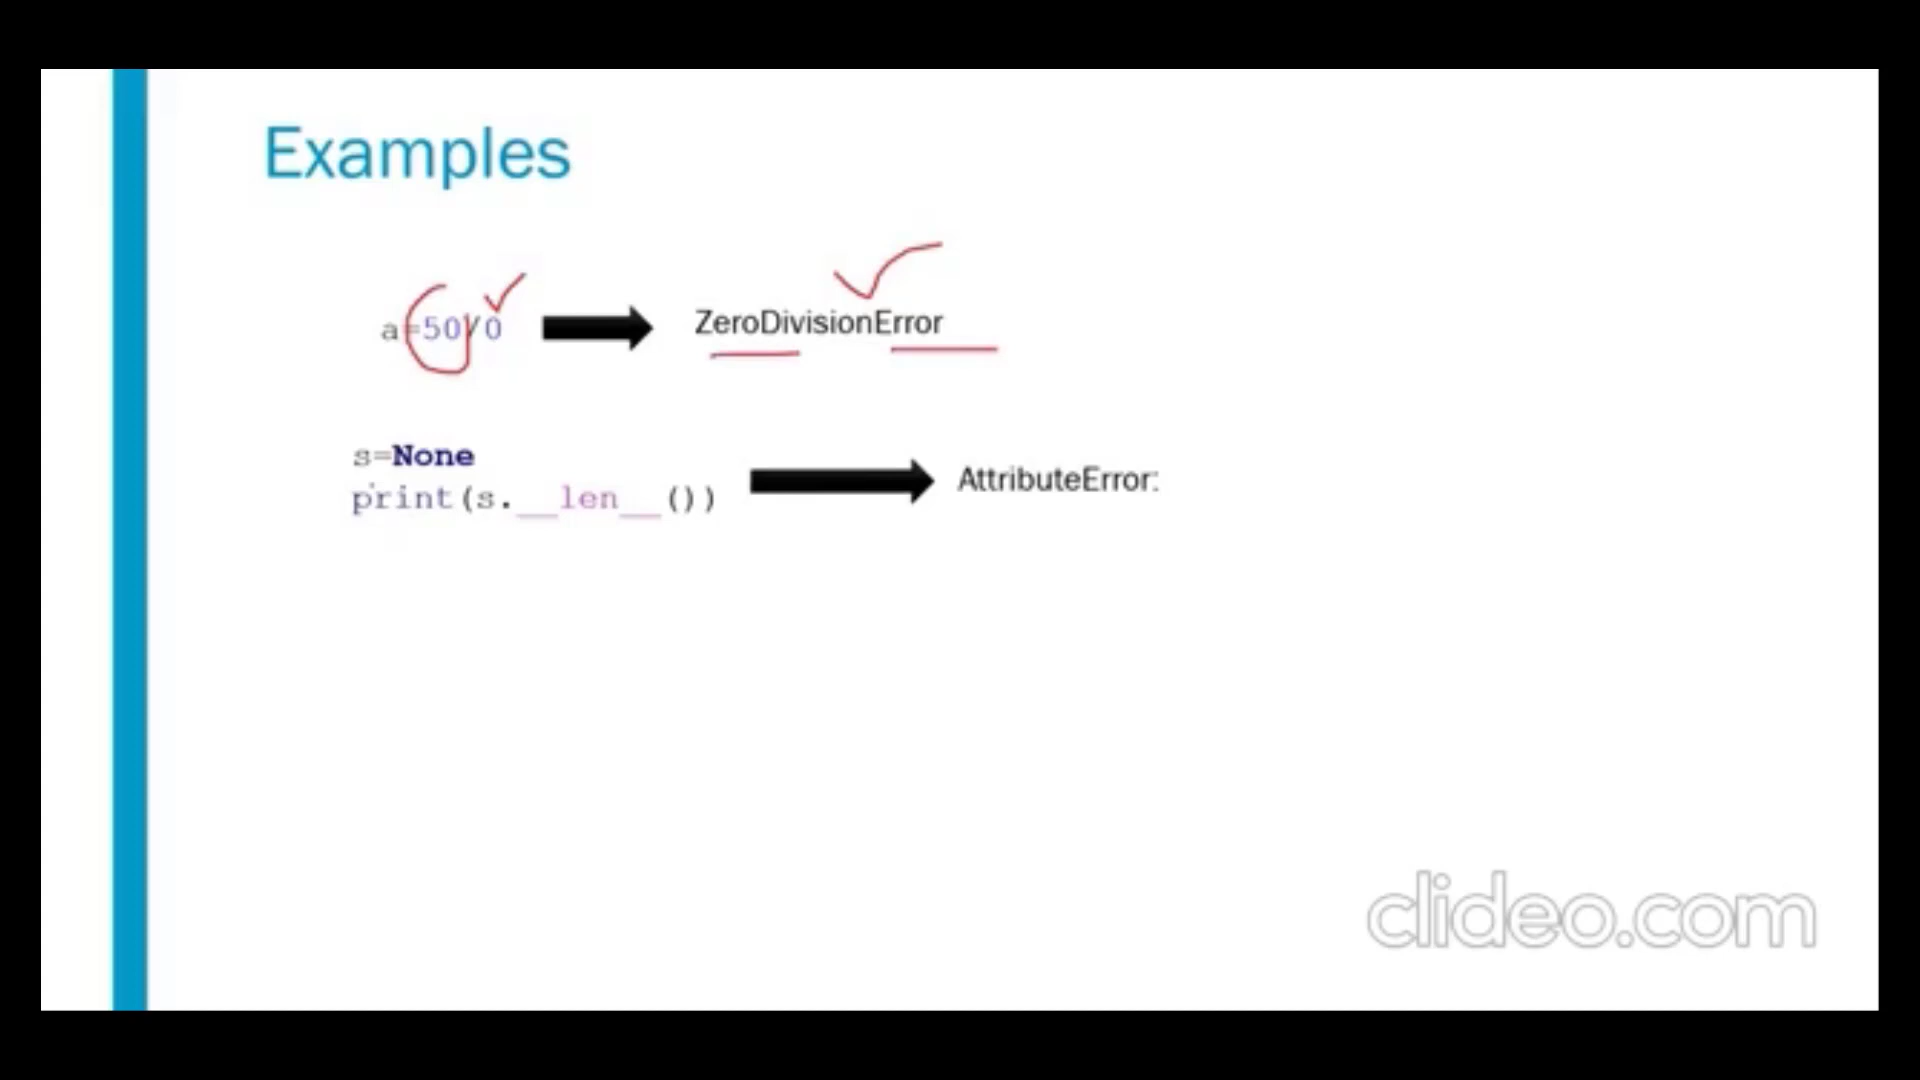 Examples
a=50/0
ZeroDivisionError
s=None
print(s.__len__())
AttributeError:
clideo.com